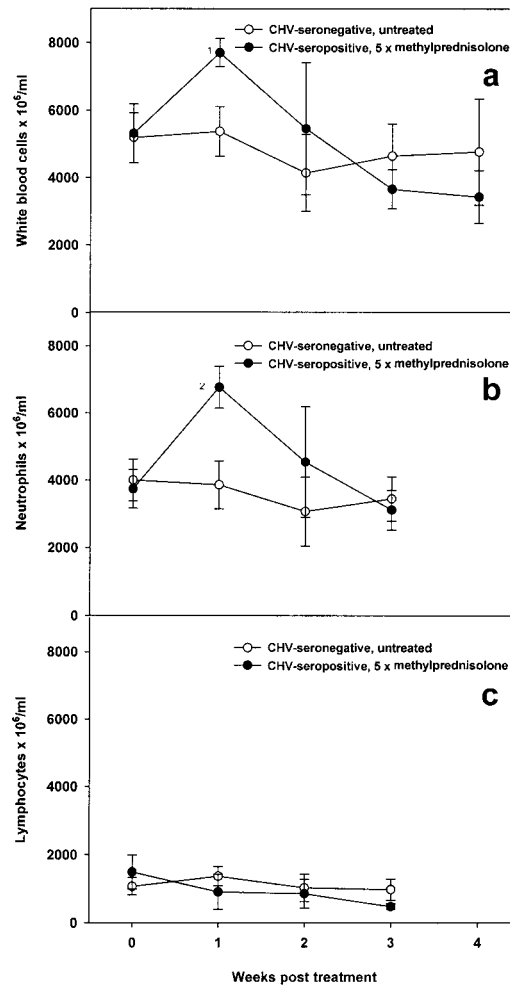 CHV-seronegative, untreated
CHV-seropositive, 5 x methylprednisolone
a
8000
6000
4000
2000
0
White blood cells x 10⁶/ml
1
CHV-seronegative, untreated
CHV-seropositive, 5 x methylprednisolone
b
8000
6000
4000
2000
0
Neutrophils x 10⁶/ml
2
CHV-seronegative, untreated
CHV-seropositive, 5 x methylprednisolone
c
8000
6000
4000
2000
0
Lymphocytes x 10⁶/ml
0 1 2 3 4
Weeks post treatment